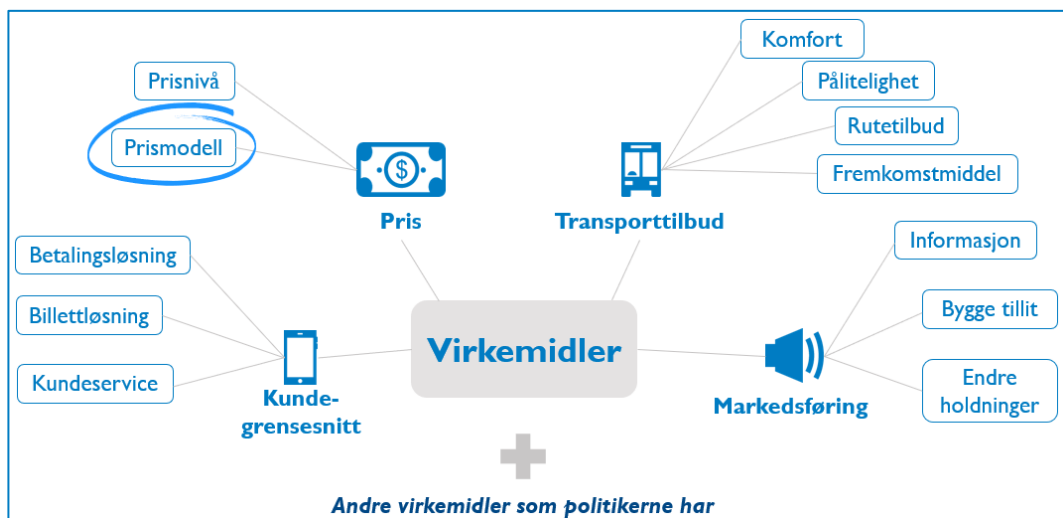 Komfort
Prisnivå
Pålitelighet
Prismodell
Rutetilbud
$
Fremkomstmiddel
Pris
Transporttilbud
Betalingsløsning
Informasjon
Billettløsning
Bygge tillit
Virkemidler
Kundeservice
Endre
holdninger
Kunde-
grensesnitt
Markedsføring
Andre virkemidler som politikerne har